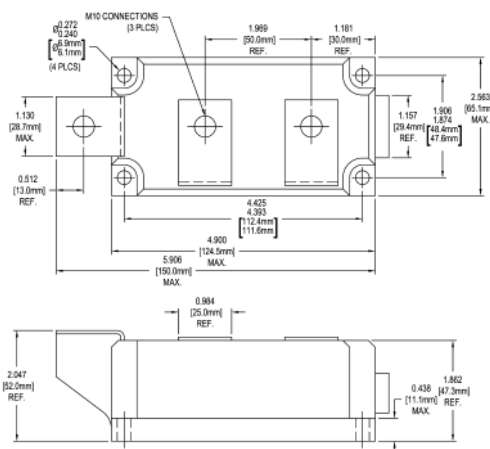 0.272
Ø0.240
[Ø6.9mm
6.1mm]
(4 PLCS)
M10 CONNECTIONS
(3 PLCS)
1.969
[50.0mm]
REF.
1.181
[30.0mm]
REF.
1.130
[28.7mm]
MAX.
0.512
[13.0mm]
REF.
1.157
[29.4mm]
MAX.
1.906
1.874
[48.4mm
47.6mm]
2.563
[65.1mm]
MAX.
4.425
4.393
[112.4mm
111.6mm]
4.900
[124.5mm]
MAX.
5.906
[150.0mm]
MAX.
0.984
[25.0mm]
REF.
2.047
[52.0mm]
REF.
0.438
[11.1mm]
MAX.
1.862
[47.3mm]
REF.